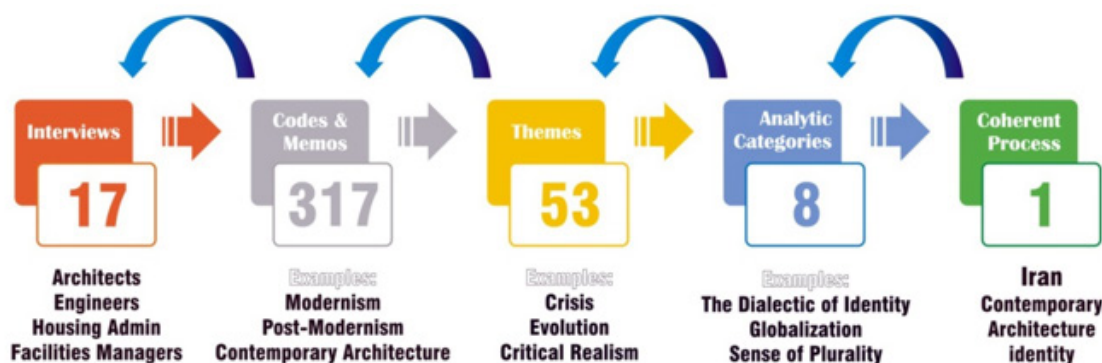 Interviews
17
Architects
Engineers
Housing Admin
Facilities Managers
Codes &
Memos
317
Examples:
Modernism
Post-Modernism
Contemporary Architecture
Themes
53
Examples:
Crisis
Evolution
Critical Realism
Analytic
Categories
8
Examples:
The Dialectic of Identity
Globalization
Sense of Plurality
Coherent
Process
1
Iran
Contemporary
Architecture
identity